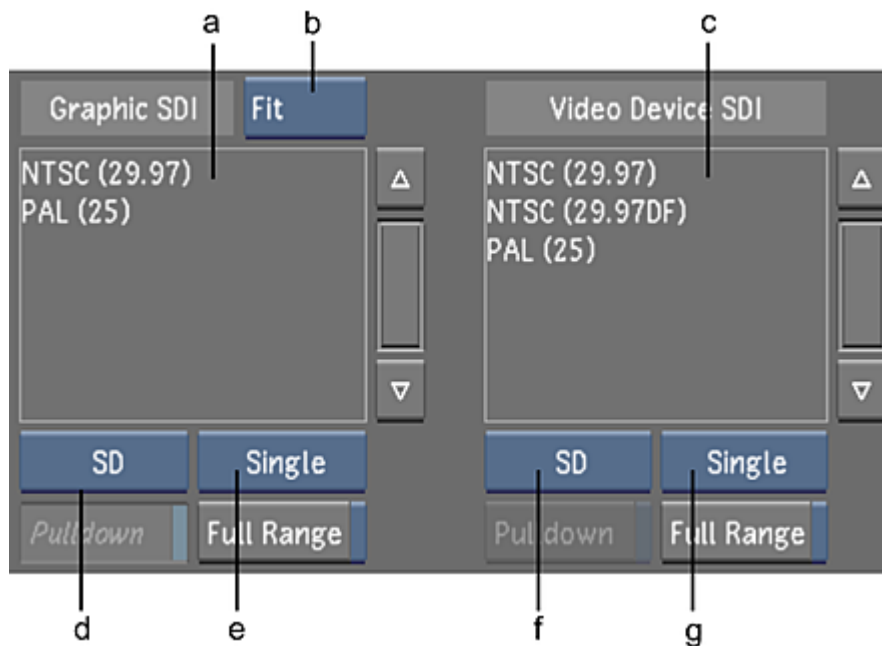 a b c
Graphic SDI Fit Video Device SDI
NTSC (29.97) NTSC (29.97)
PAL (25) NTSC (29.97DF)
PAL (25)
SD Single SD Single
Pulldown Full Range Pulldown Full Range
d e f g